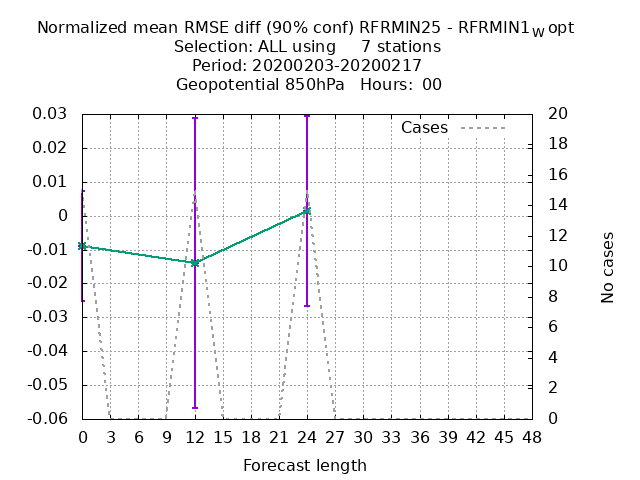 Normalized mean RMSE diff (90% conf) RFRMIN25 - RFRMIN1wopt
Selection: ALL using 7 stations
Period: 20200203-20200217
Geopotential 850hPa Hours: 00
Cases
0.03
0.02
0.01
0
-0.01
-0.02
-0.03
-0.04
-0.05
-0.06
20
18
16
14
12
10
8
6
4
2
0
No cases
0 3 6 9 12 15 18 21 24 27 30 33 36 39 42 45 48
Forecast length